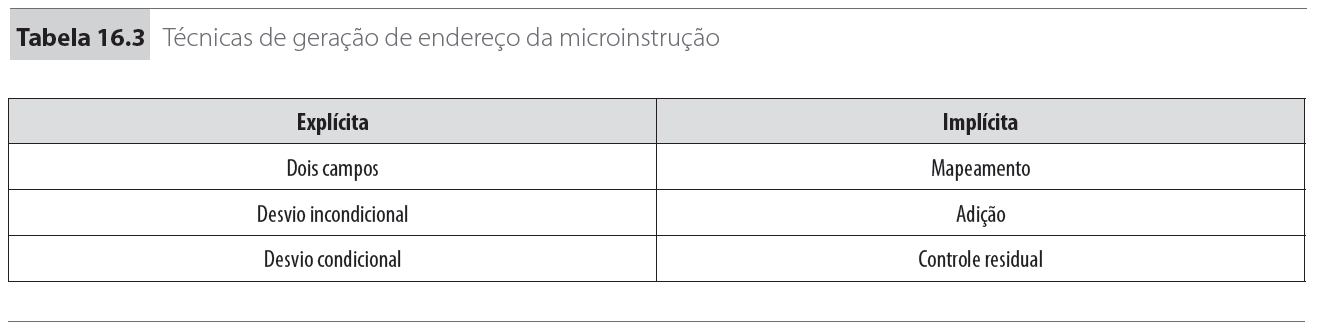 Tabela 16.3 Técnicas de geração de endereço da microinstrução
Explícita Implícita
Dois campos Mapeamento
Desvio incondicional Adição
Desvio condicional Controle residual